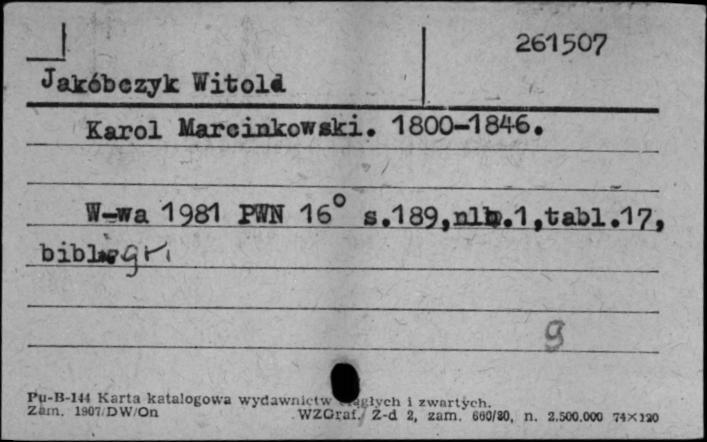 261507
Jakóbczyk Witold
Karol Marcinkowski. 1800-1846.
W-wa 1981 PWN 16° s.189,nlb.1,tabl.17,
bibliogr.
9
Pu-B-144 Karta katalogowa wydawnictw ciągłych i zwartych.
Zam. 1907/DW/On WZGraf. Z-d 2, zam. 660/80, n. 2.500.000 74×120